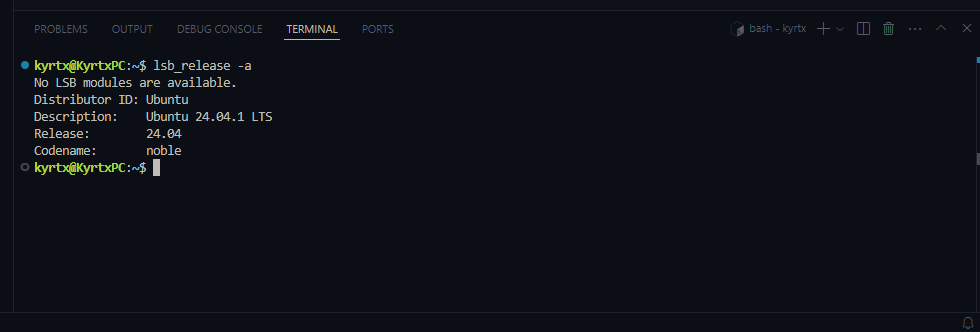 PROBLEMS OUTPUT DEBUG CONSOLE TERMINAL PORTS bash - kyrtx
kyrtx@KyrtxPC:~$ lsb_release -a
No LSB modules are available.
Distributor ID: Ubuntu
Description:    Ubuntu 24.04.1 LTS
Release:        24.04
Codename:       noble
kyrtx@KyrtxPC:~$